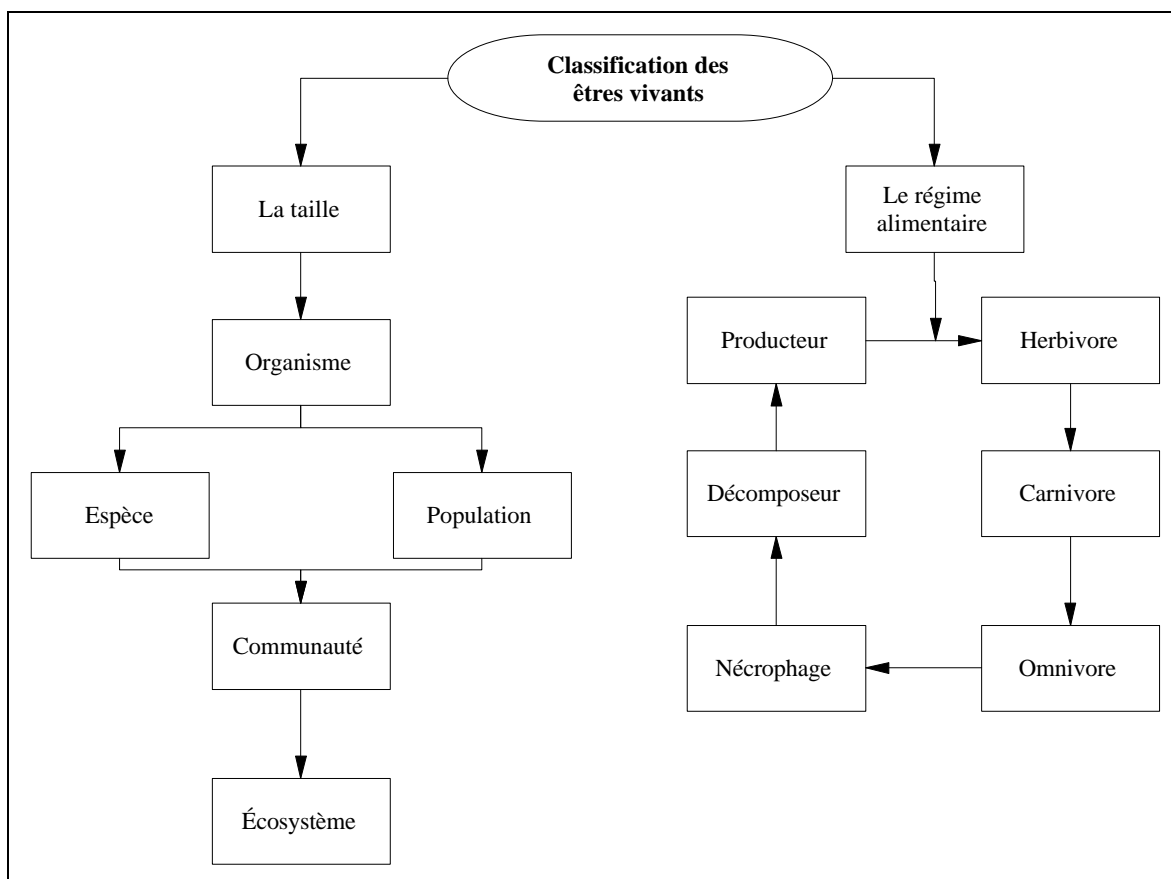 Classification des
êtres vivants
La taille
Le régime
alimentaire
Organisme
Producteur
Herbivore
Espèce
Population
Décomposeur
Carnivore
Communauté
Nécrophage
Omnivore
Écosystème